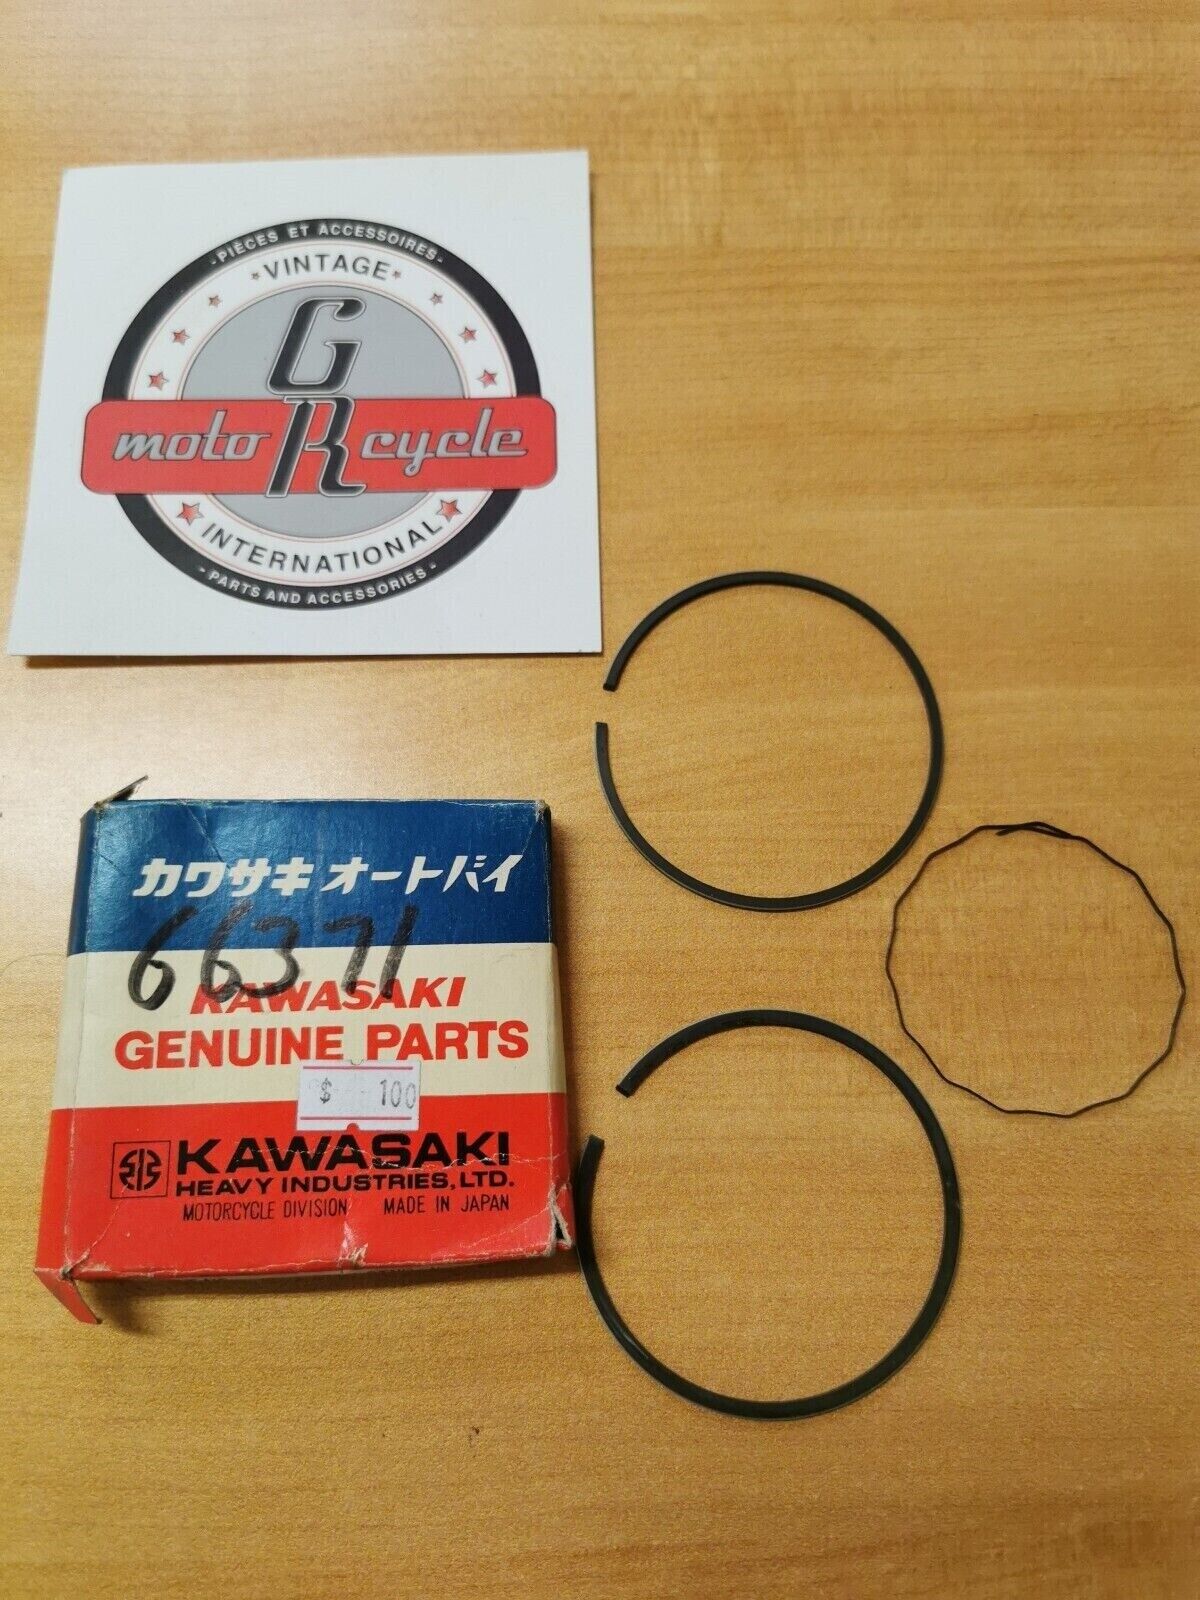 -PIÈCES ET ACCESSOIRES-
VINTAGE
GR
moto cycle
INTERNATIONAL
- PARTS AND ACCESSORIES -
カワサキ オートバイ
66371
KAWASAKI
GENUINE PARTS
$ 100
KAWASAKI
HEAVY INDUSTRIES, LTD.
MOTORCYCLE DIVISION MADE IN JAPAN